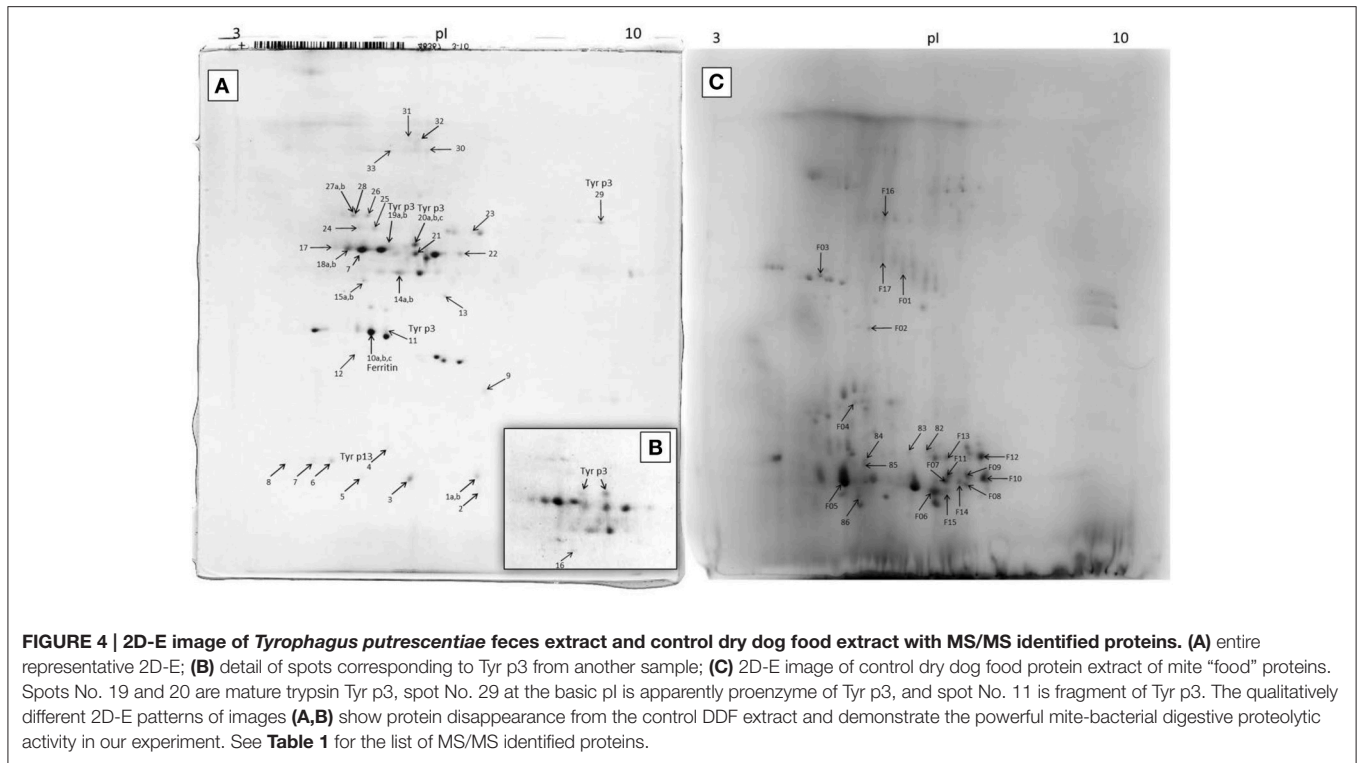 3 pI 10
3 pI 10
A
31
32
30
33
27a,b
28
26
25
Tyr p3
19a,b
Tyr p3
20a,b,c
Tyr p3
29
23
24
17
21
22
18a,b
7
15a,b
14a,b
13
Tyr p3
11
10a,b,c
Ferritin
12
9
Tyr p13
4
8
7
6
5
3
1a,b
2
B
Tyr p3
16
C
F16
F03
F17
F01
F02
F04
84
83
82
F13
F11
F12
85
F07
F09
F10
F05
F08
86
F06
F14
F15
FIGURE 4 | 2D-E image of Tyrophagus putrescentiae feces extract and control dry dog food extract with MS/MS identified proteins. (A) entire
representative 2D-E; (B) detail of spots corresponding to Tyr p3 from another sample; (C) 2D-E image of control dry dog food protein extract of mite “food” proteins.
Spots No. 19 and 20 are mature trypsin Tyr p3, spot No. 29 at the basic pI is apparently proenzyme of Tyr p3, and spot No. 11 is fragment of Tyr p3. The qualitatively
different 2D-E patterns of images (A,B) show protein disappearance from the control DDF extract and demonstrate the powerful mite-bacterial digestive proteolytic
activity in our experiment. See Table 1 for the list of MS/MS identified proteins.